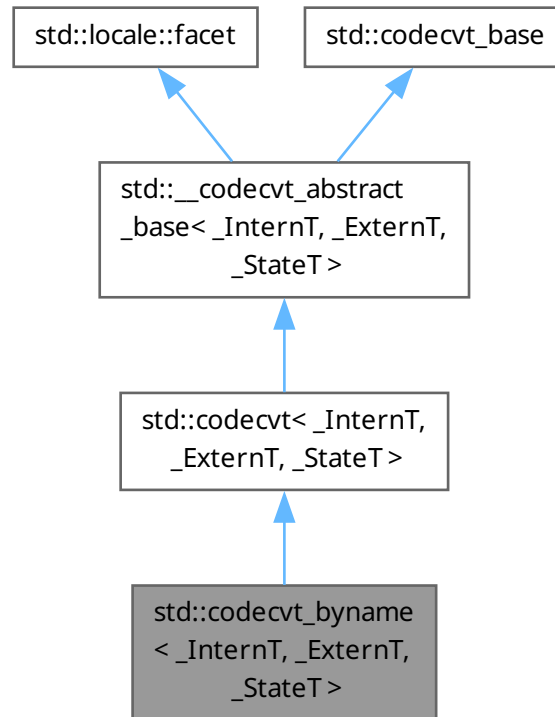 std::locale::facet
std::codecvt_base
std::__codecvt_abstract
_base< _InternT, _ExternT,
_StateT >
std::codecvt< _InternT,
_ExternT, _StateT >
std::codecvt_byname
< _InternT, _ExternT,
_StateT >